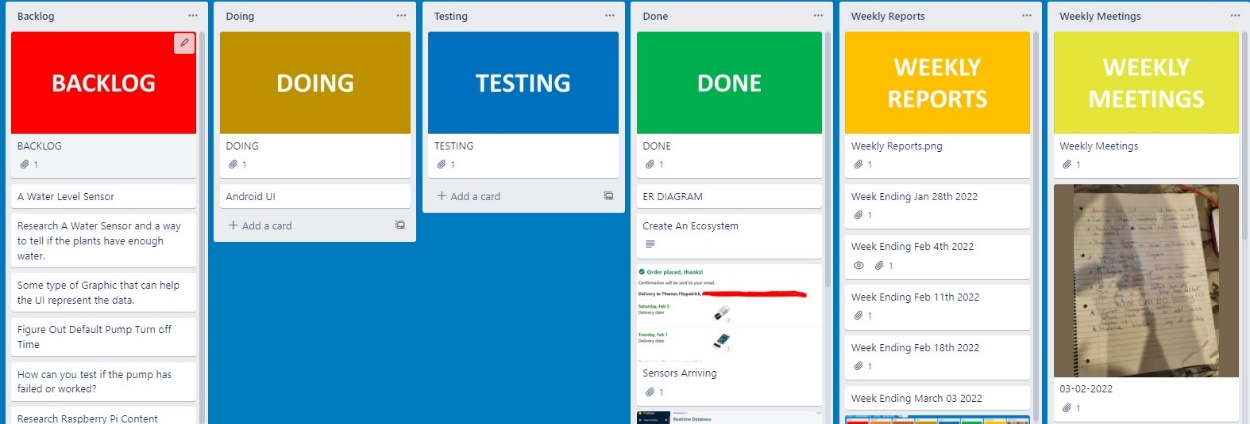 Backlog
BACKLOG
BACKLOG
1
A Water Level Sensor
Research A Water Sensor and a way
to tell if the plants have enough
water.
Some type of Graphic that can help
the UI represent the data.
Figure Out Default Pump Turn off
Time
How can you test if the pump has
failed or worked?
Research Raspberry Pi Content
Doing
DOING
DOING
1
Android UI
+ Add a card
Testing
TESTING
TESTING
1
+ Add a card
Done
DONE
DONE
1
ER DIAGRAM
Create An Ecosystem
Order placed, thanks!
Confirmation will be sent to your email.
Delivery to Thomas Fitzpatrick,
Saturday, Feb 5
Delivery date
Tuesday, Feb 1
Delivery date
Sensors Arriving
1
Realtime Database
Weekly Reports
WEEKLY
REPORTS
Weekly Reports.png
1
Week Ending Jan 28th 2022
1
Week Ending Feb 4th 2022
1
Week Ending Feb 11th 2022
1
Week Ending Feb 18th 2022
1
Week Ending March 03 2022
Weekly Meetings
WEEKLY
MEETINGS
Weekly Meetings
1
03-02-2022
1